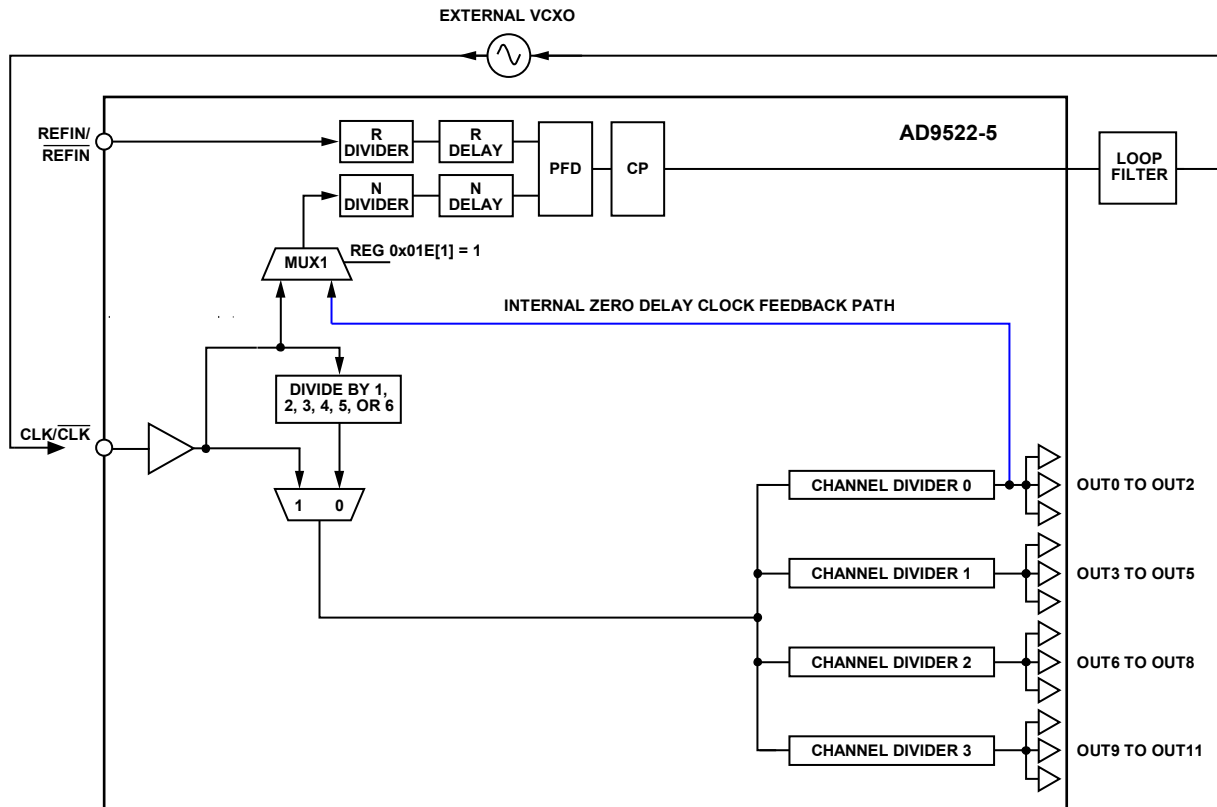 EXTERNAL VCXO
REFIN/
REFIN
AD9522-5
R
DIVIDER
R
DELAY
PFD
CP
LOOP
FILTER
N
DIVIDER
N
DELAY
REG 0x01E[1] = 1
MUX1
INTERNAL ZERO DELAY CLOCK FEEDBACK PATH
DIVIDE BY 1,
2, 3, 4, 5, OR 6
CLK/CLK
1 0
CHANNEL DIVIDER 0
OUT0 TO OUT2
CHANNEL DIVIDER 1
OUT3 TO OUT5
CHANNEL DIVIDER 2
OUT6 TO OUT8
CHANNEL DIVIDER 3
OUT9 TO OUT11